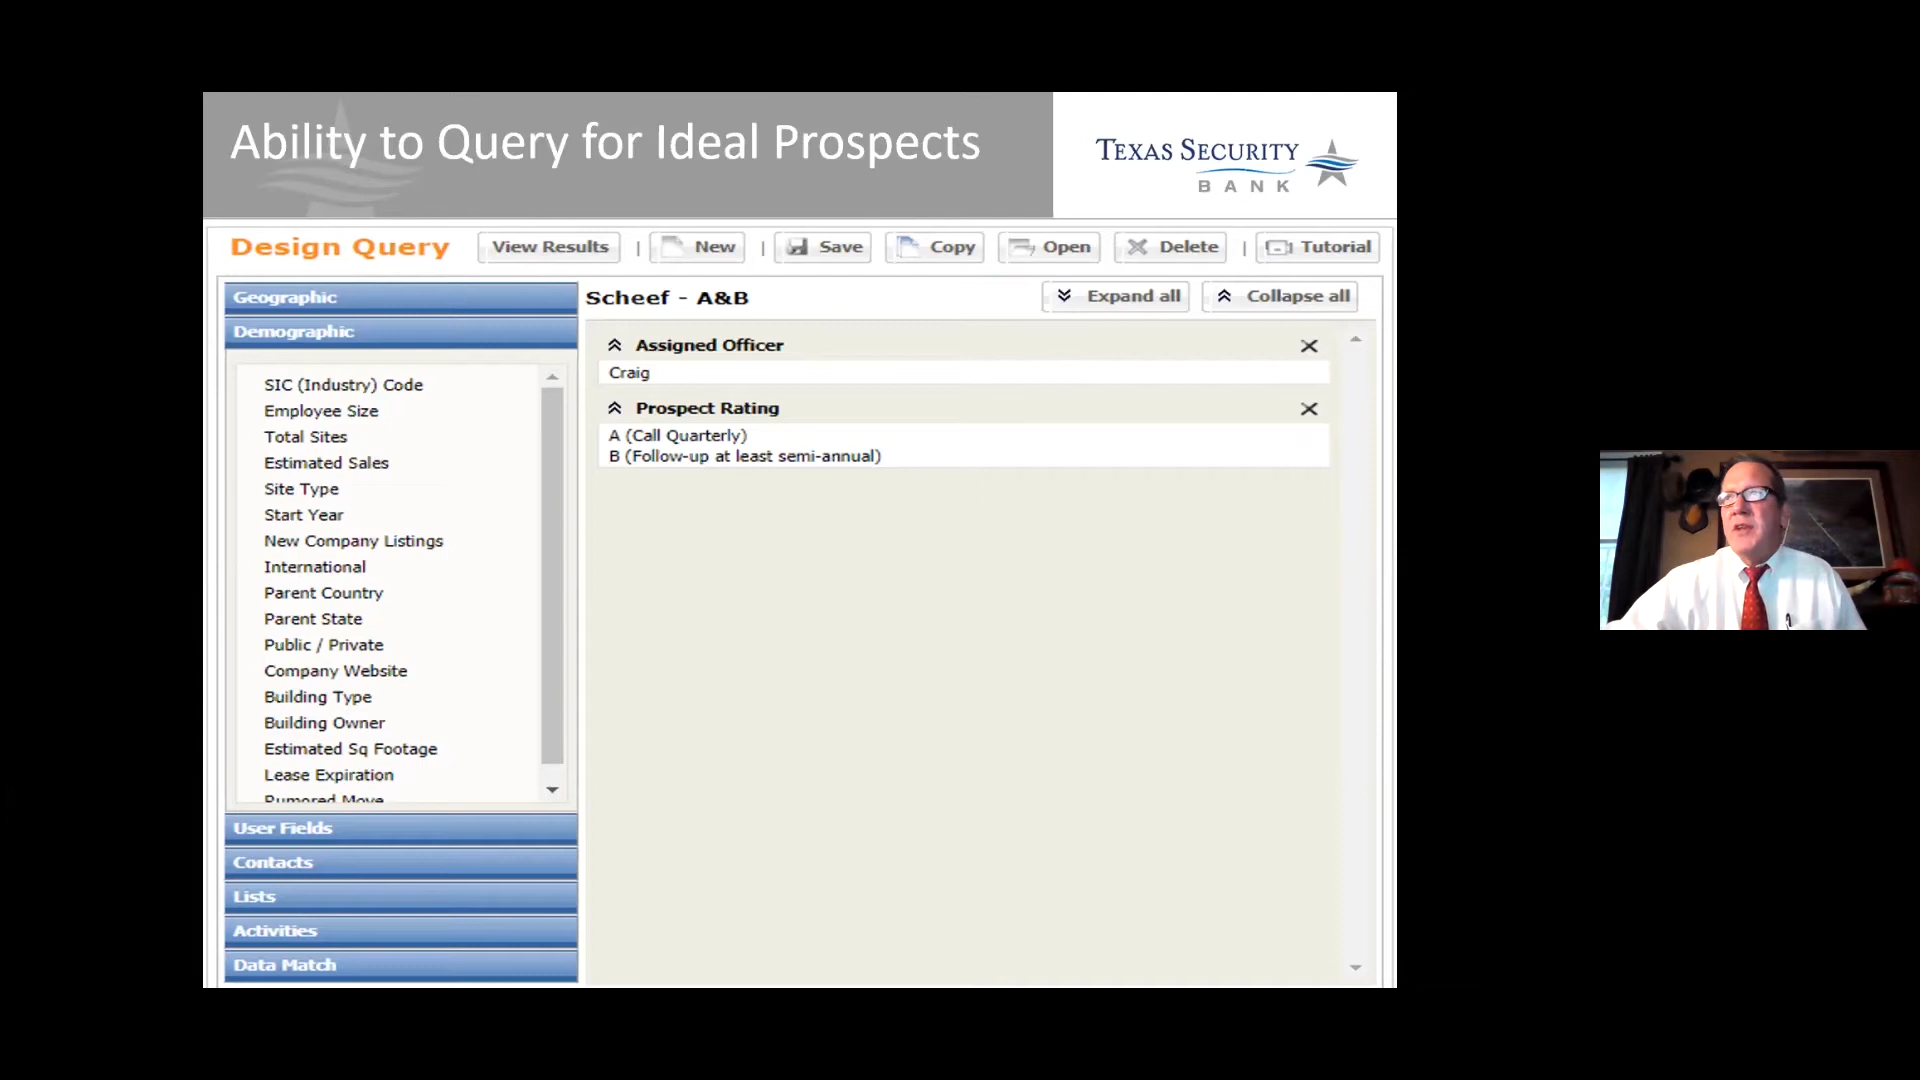 Ability to Query for Ideal Prospects
TEXAS SECURITY
BANK
Design Query
View Results
|
New
|
Save
Copy
Open
Delete
|
Tutorial
Geographic
Demographic
SIC (Industry) Code
Employee Size
Total Sites
Estimated Sales
Site Type
Start Year
New Company Listings
International
Parent Country
Parent State
Public / Private
Company Website
Building Type
Building Owner
Estimated Sq Footage
Lease Expiration
Rumored Move
User Fields
Contacts
Lists
Activities
Data Match
Scheef - A&B
Expand all
Collapse all
Assigned Officer
Craig
Prospect Rating
A (Call Quarterly)
B (Follow-up at least semi-annual)